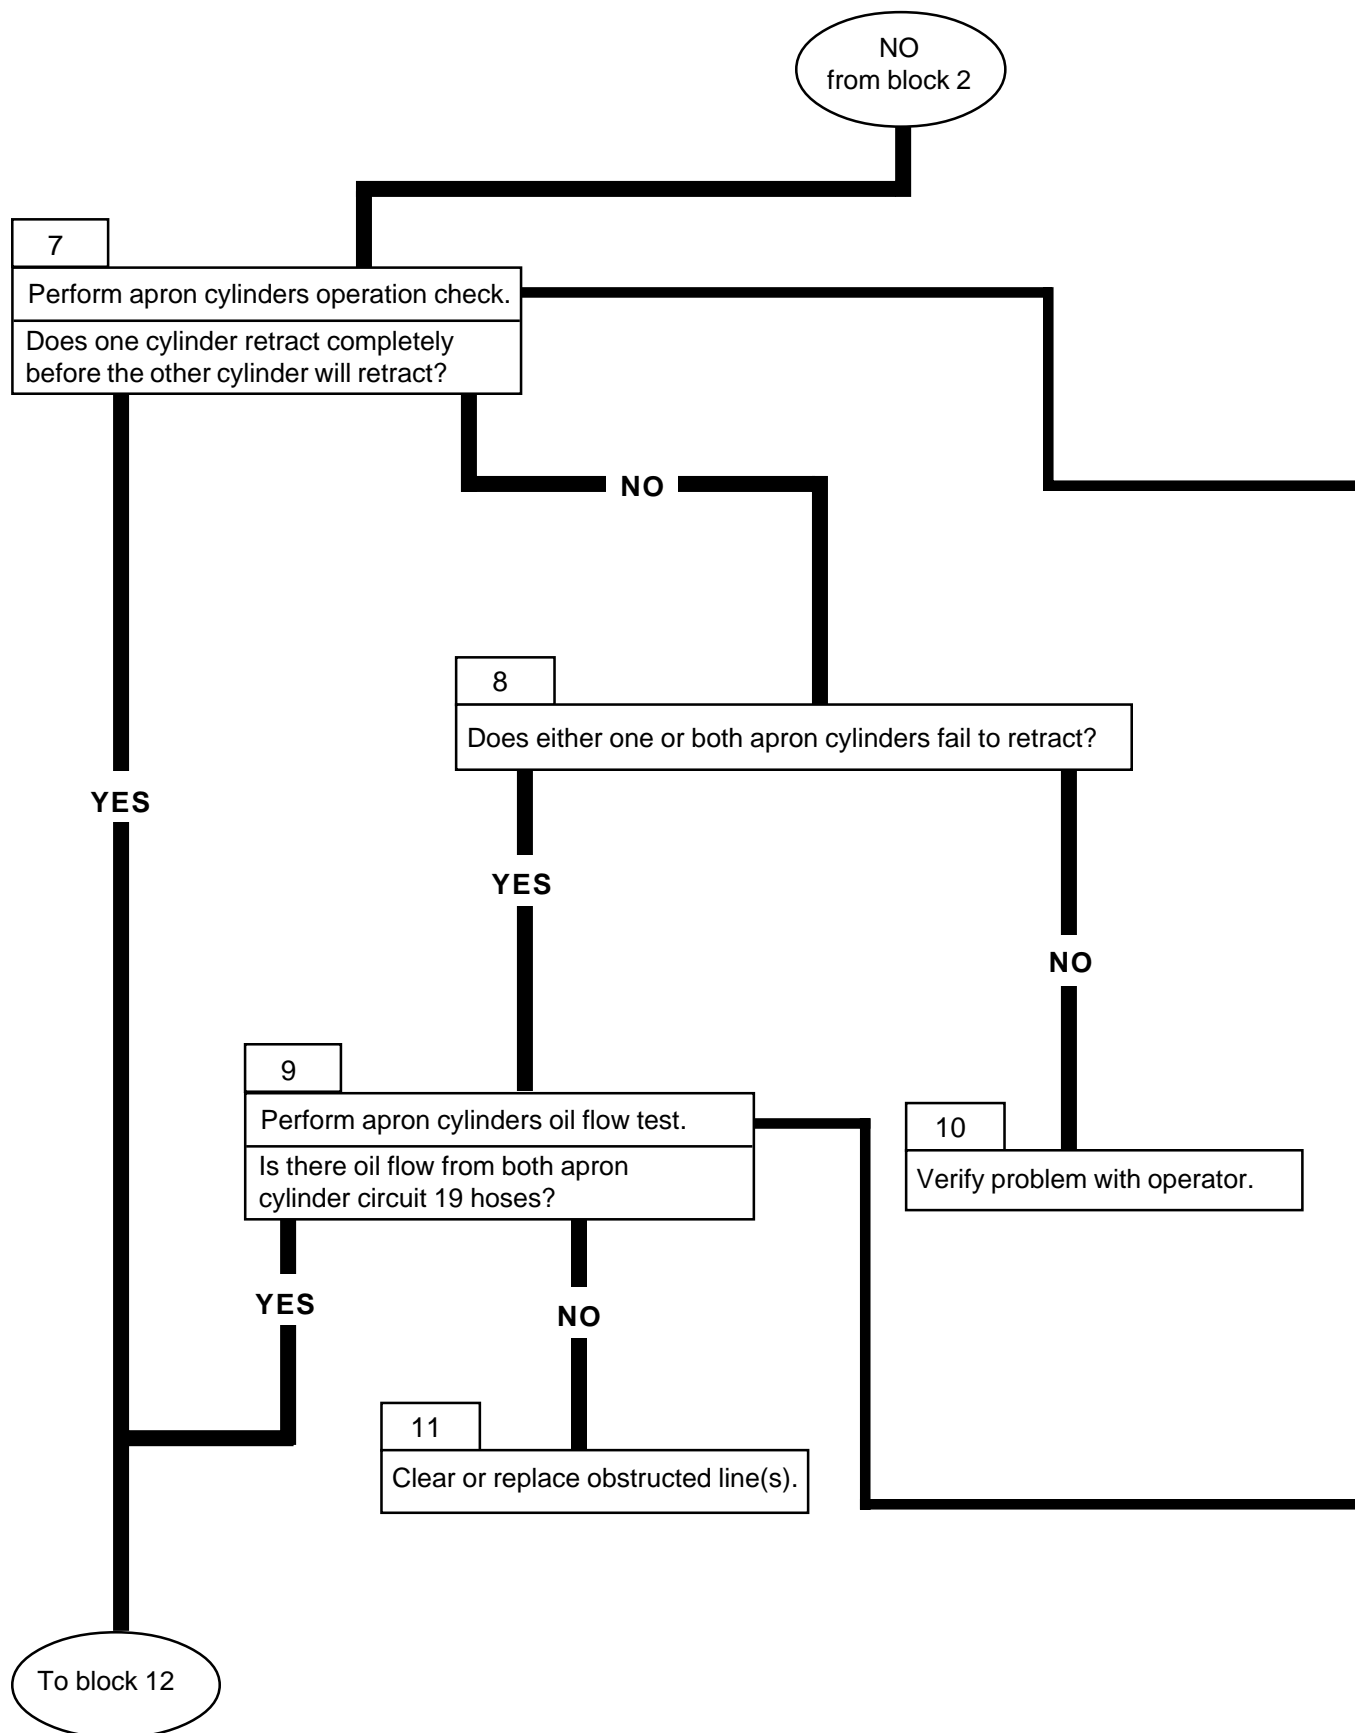 NO
from block 2
7
Perform apron cylinders operation check.
Does one cylinder retract completely
before the other cylinder will retract?
NO
8
Does either one or both apron cylinders fail to retract?
YES
YES
NO
9
Perform apron cylinders oil flow test.
Is there oil flow from both apron
cylinder circuit 19 hoses?
10
Verify problem with operator.
YES
NO
11
Clear or replace obstructed line(s).
To block 12